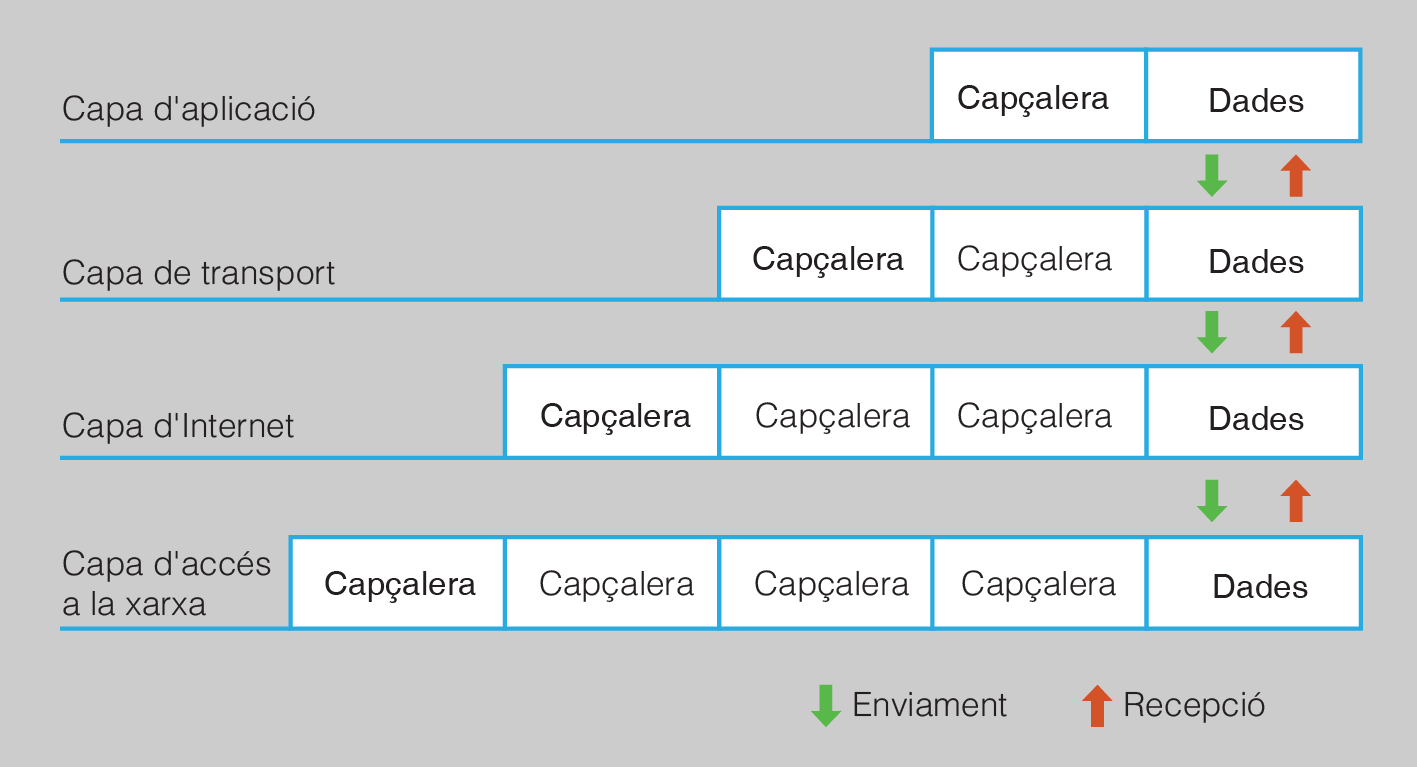 Capa d'aplicació
Capçalera
Dades
Capa de transport
Capçalera
Capçalera
Dades
Capa d'Internet
Capçalera
Capçalera
Capçalera
Dades
Capa d'accés
a la xarxa
Capçalera
Capçalera
Capçalera
Capçalera
Dades
Enviament
Recepció